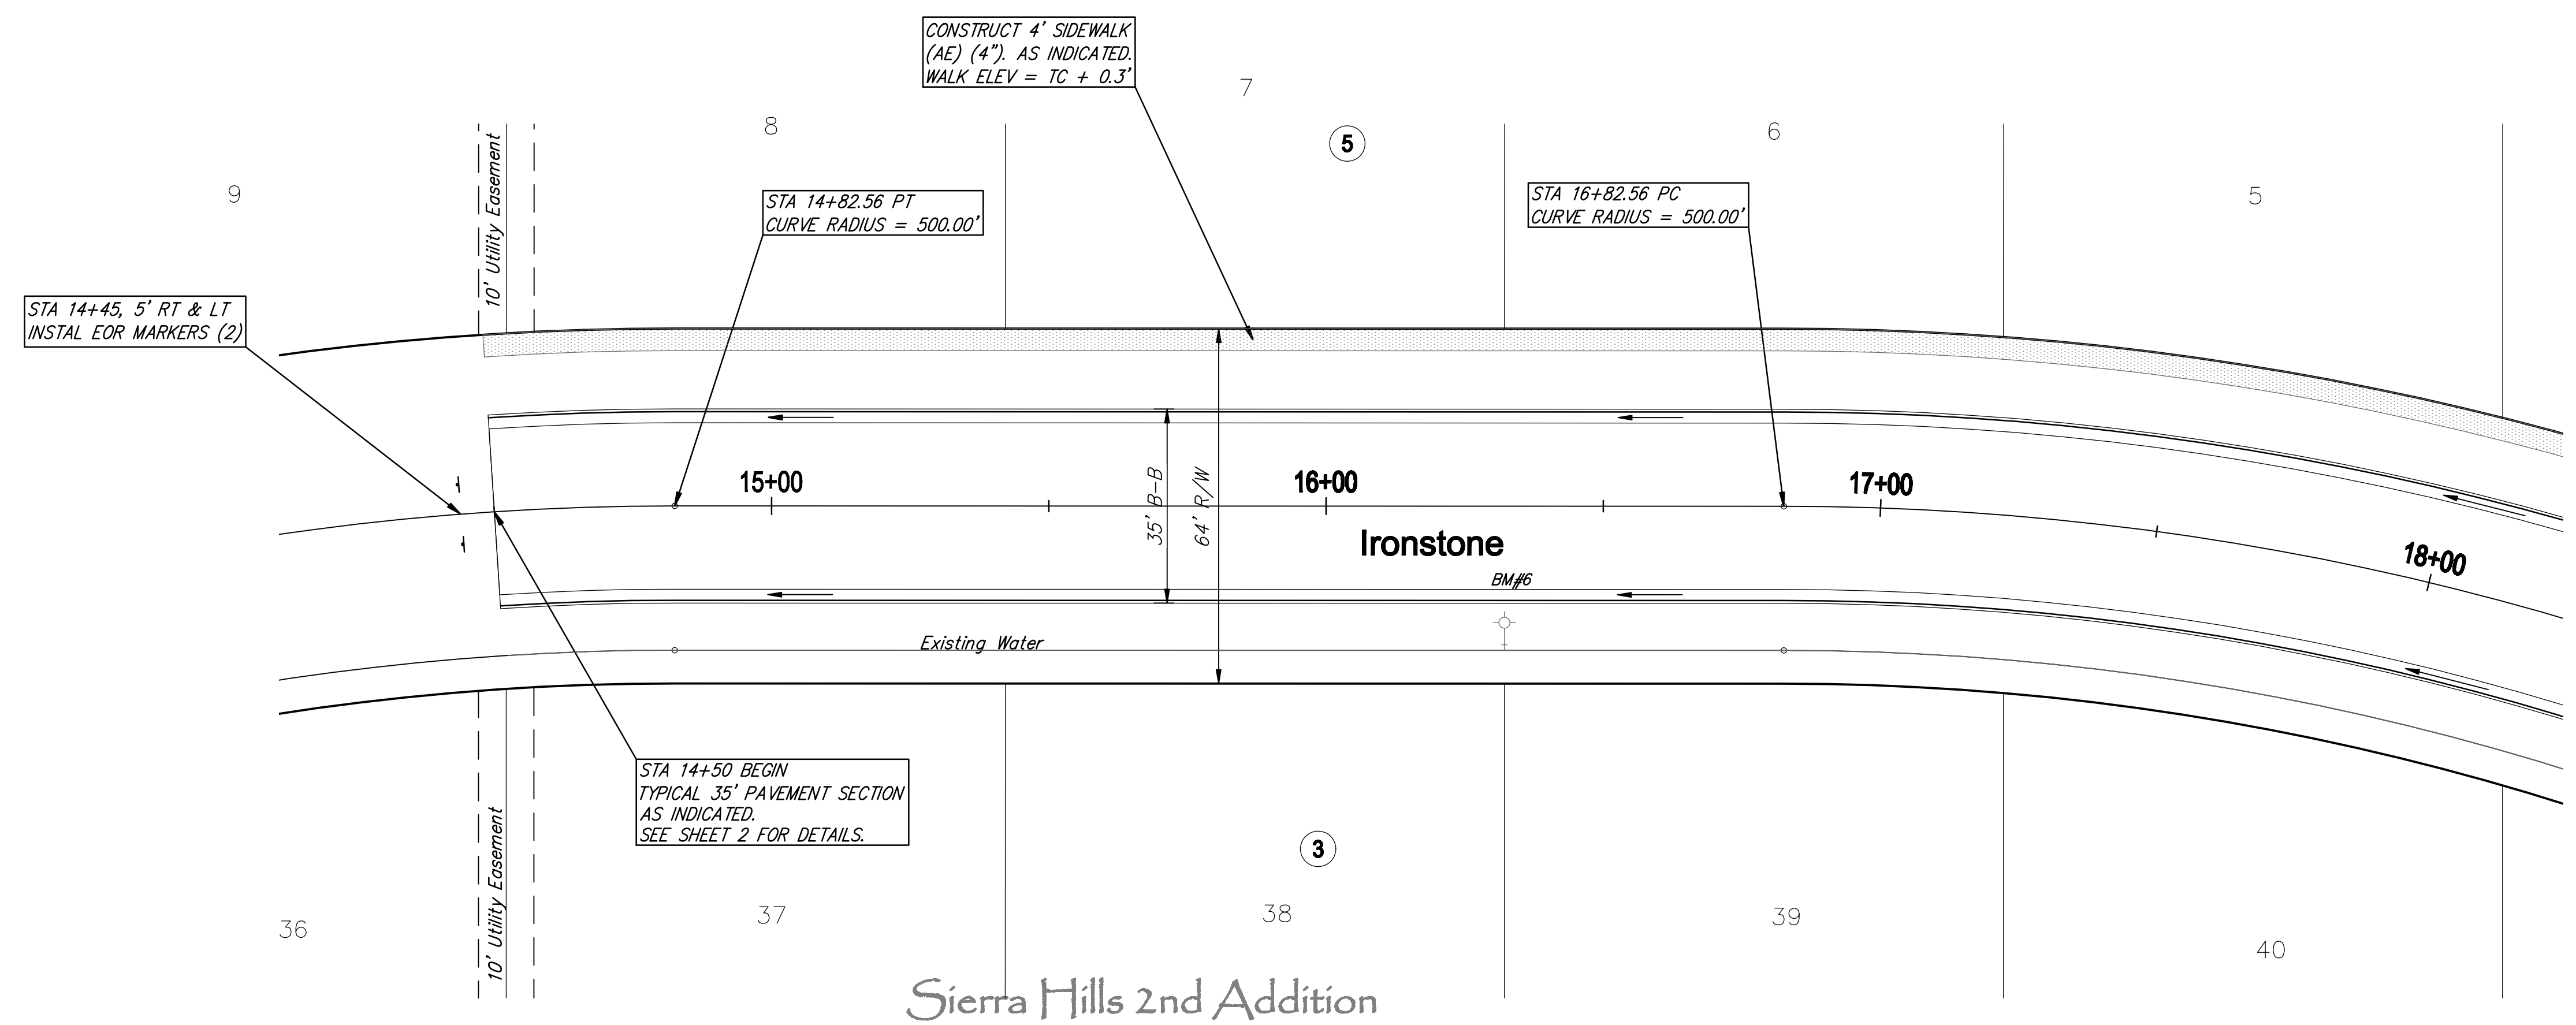 CONSTRUCT 4' SIDEWALK
(AE) (4"). AS INDICATED.
WALK ELEV = TC + 0.3'
7
8
5
6
9
5
10' Utility Easement
STA 14+82.56 PT
CURVE RADIUS = 500.00'
STA 16+82.56 PC
CURVE RADIUS = 500.00'
STA 14+45, 5' RT & LT
INSTAL EOR MARKERS (2)
15+00
16+00
17+00
18+00
35' B-B
64' R/W
Ironstone
BM#6
Existing Water
STA 14+50 BEGIN
TYPICAL 35' PAVEMENT SECTION
AS INDICATED.
SEE SHEET 2 FOR DETAILS.
10' Utility Easement
3
36
37
38
39
40
Sierra Hills 2nd Addition